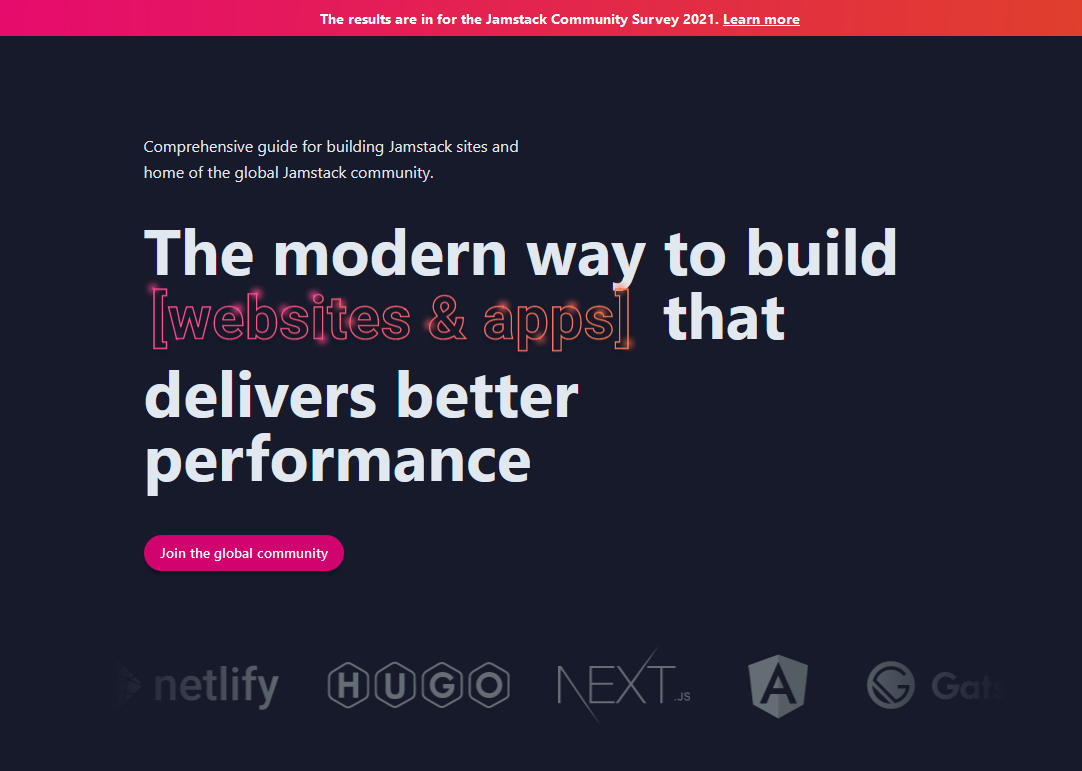 The results are in for the Jamstack Community Survey 2021. Learn more
Comprehensive guide for building Jamstack sites and
home of the global Jamstack community.
The modern way to build
[websites & apps] that
delivers better
performance
Join the global community
netlify HUGO NEXT.JS A G Gats